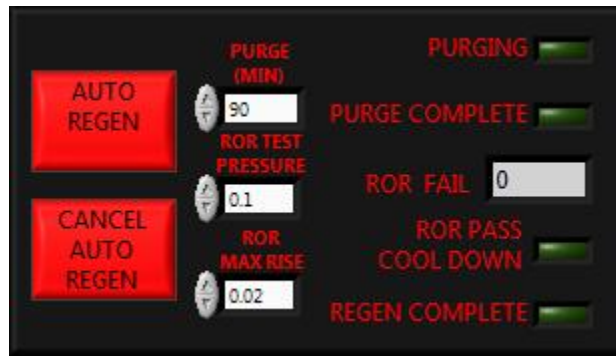 AUTO
REGEN
CANCEL
AUTO
REGEN
PURGE
(MIN)
90
ROR TEST
PRESSURE
0.1
ROR
MAX RISE
0.02
PURGING
PURGE COMPLETE
ROR FAIL 0
ROR PASS
COOL DOWN
REGEN COMPLETE